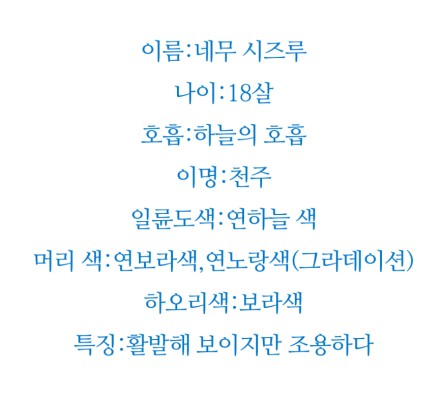 이름:네무 시즈루
나이:18살
호흡:하늘의 호흡
이명:천주
일륜도색:연하늘 색
머리 색:연보라색,연노랑색(그라데이션)
하오리색:보라색
특징:활발해 보이지만 조용하다